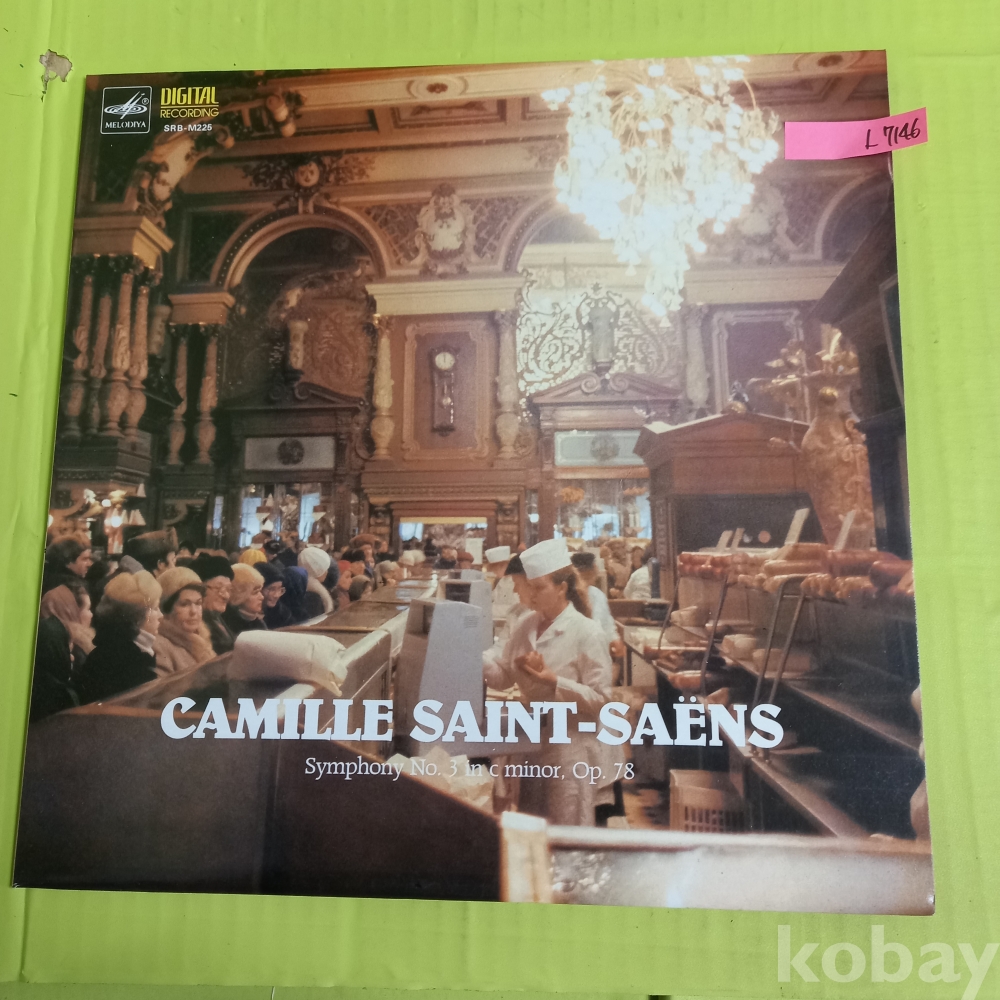 MELODIYA
DIGITAL
RECORDING
SRB-M225
L 7146
CAMILLE SAINT-SAËNS
Symphony No. 3 in c minor, Op. 78
kobay